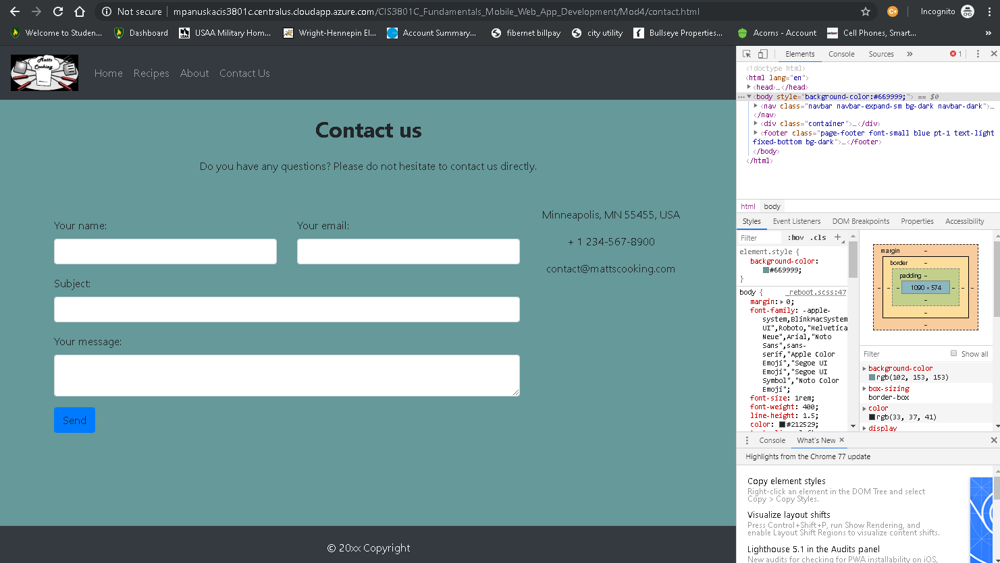 Not secure | mpanuskacis3801c.centralus.cloudapp.azure.com/CIS3801C_Fundamentals_Mobile_Web_App_Development/Mod4/contact.html
Incognito
Welcome to Studen...
Dashboard
USAA Military Hom...
Wright-Hennepin El...
Account Summary...
fibernet billpay
city utility
Bullseye Properties...
Acorns - Account
Cell Phones, Smart...
»
Matts
Cooking
Home
Recipes
About
Contact Us
Contact us
Do you have any questions? Please do not hesitate to contact us directly.
Your name:
Your email:
Subject:
Your message:
Send
Minneapolis, MN 55455, USA
+ 1 234-567-8900
contact@mattscooking.com
© 20xx Copyright
Elements
Console
Sources
»
1
<!doctype html>
<html lang="en">
<head>…</head>
<body style="background-color:#669999;"> == $0
<nav class="navbar navbar-expand-sm bg-dark navbar-dark">…
</nav>
<div class="container">…</div>
<footer class="page-footer font-small blue pt-1 text-light
fixed-bottom bg-dark">…</footer>
</body>
</html>
html
body
Styles
Event Listeners
DOM Breakpoints
Properties
Accessibility
Filter
:hov
.cls
+
element.style {
background-color:
#669999;
}
body {
_reboot.scss:47
margin: 0;
font-family: -apple-
system,BlinkMacSystem
UI",Roboto,"Helvetica
Neue",Arial,"Noto
Sans",sans-
serif,"Apple Color
Emoji","Segoe UI
Emoji","Segoe UI
Symbol","Noto Color
Emoji";
font-size: 1rem;
font-weight: 400;
line-height: 1.5;
color: #212529;
margin
border
padding
1090 × 574
Filter
Show all
background-color
rgb(102, 153, 153)
box-sizing
border-box
color
rgb(33, 37, 41)
display
Console
What's New
Highlights from the Chrome 77 update
Copy element styles
Right-click an element in the DOM Tree and select
Copy > Copy Styles.
Visualize layout shifts
Press Control+Shift+P, run Show Rendering, and
enable Layout Shift Regions to visualize content shifts.
Lighthouse 5.1 in the Audits panel
New audits for checking for PWA installability on iOS,